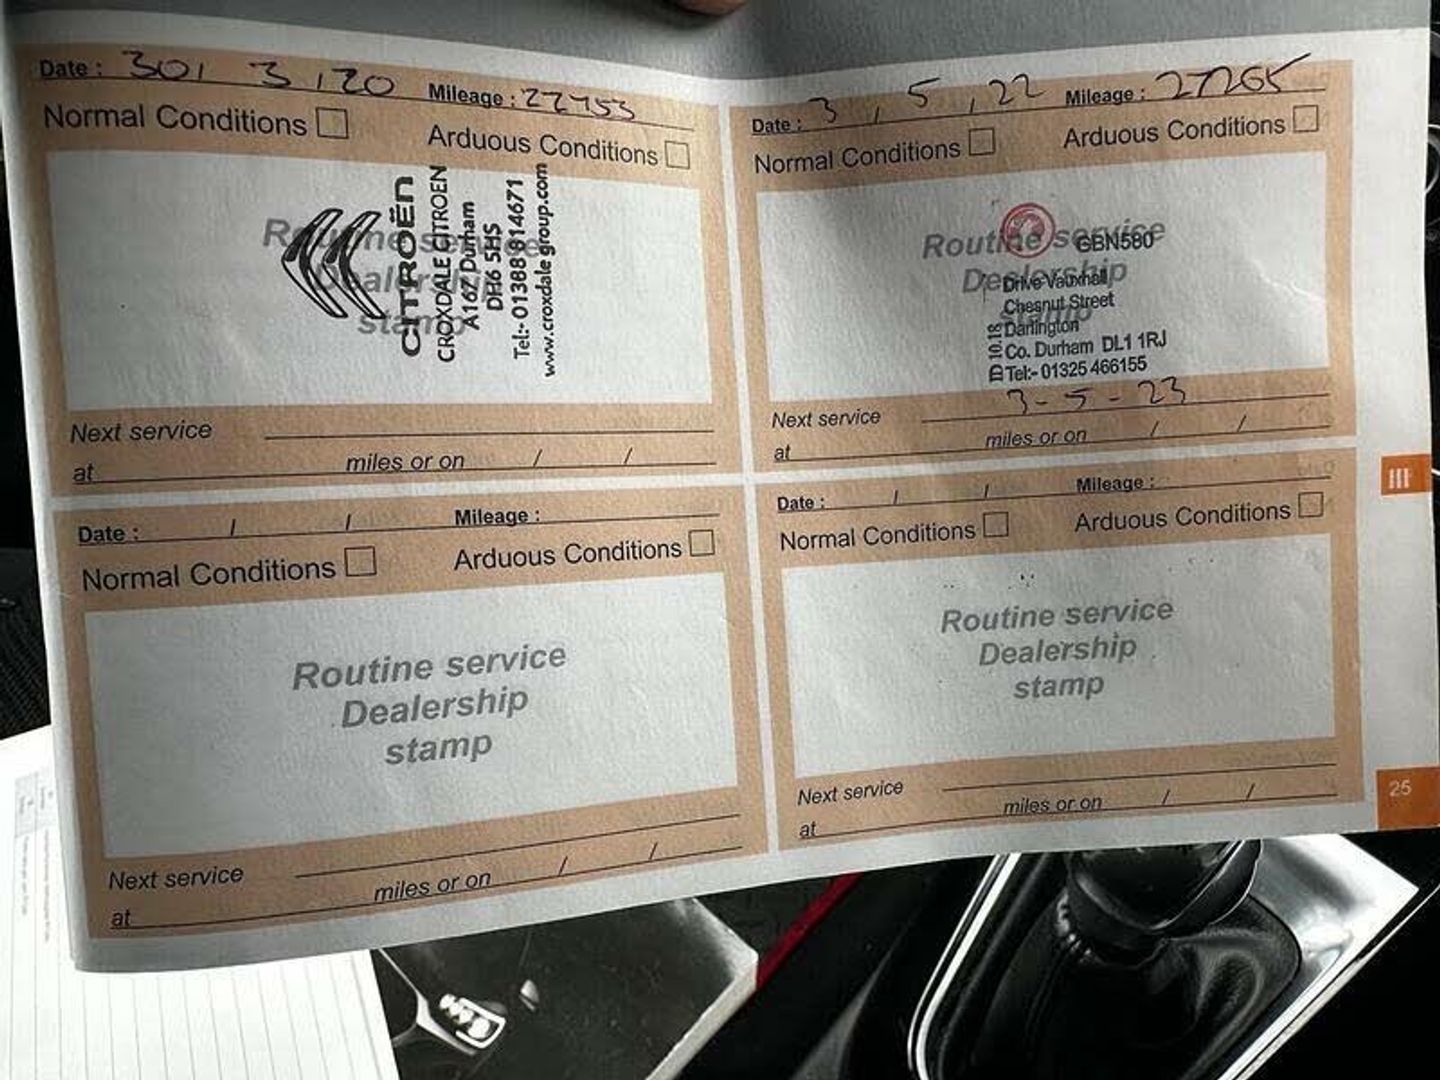 Date : 30 / 3 / 20 Mileage : 22753
Normal Conditions Arduous Conditions
Routine service
Dealership
stamp
CITROËN
CROXDALE CITROEN
A167 Durham
DH6 5HS
Tel:- 01388 814671
www.croxdalegroup.com
Next service
at miles or on / /
Date : 3 / 5 / 22 Mileage : 27265
Normal Conditions Arduous Conditions
Routine service
Dealership
stamp
GBN580
Drive Vauxhall
Chesnut Street
Darlington
Co. Durham DL1 1RJ
Tel:- 01325 466155
ID 10.18
3-5-23
Next service
at miles or on / /
Date : / / Mileage :
Normal Conditions Arduous Conditions
Routine service
Dealership
stamp
Next service
at miles or on / /
Date : / / Mileage :
Normal Conditions Arduous Conditions
Routine service
Dealership
stamp
Next service
at miles or on / /
III
25